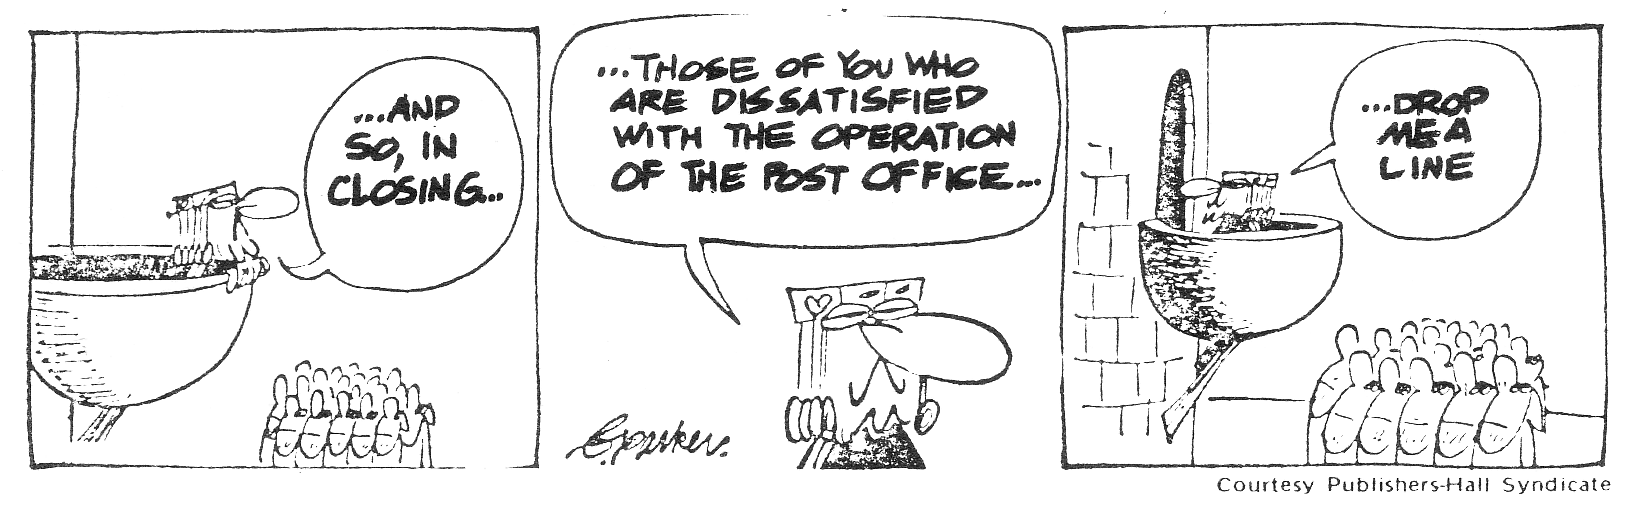 ...AND
SO, IN
CLOSING...
...THOSE OF YOU WHO
ARE DISSATISFIED
WITH THE OPERATION
OF THE POST OFFICE...
...DROP
ME A
LINE
B. parker.
Courtesy Publishers-Hall Syndicate